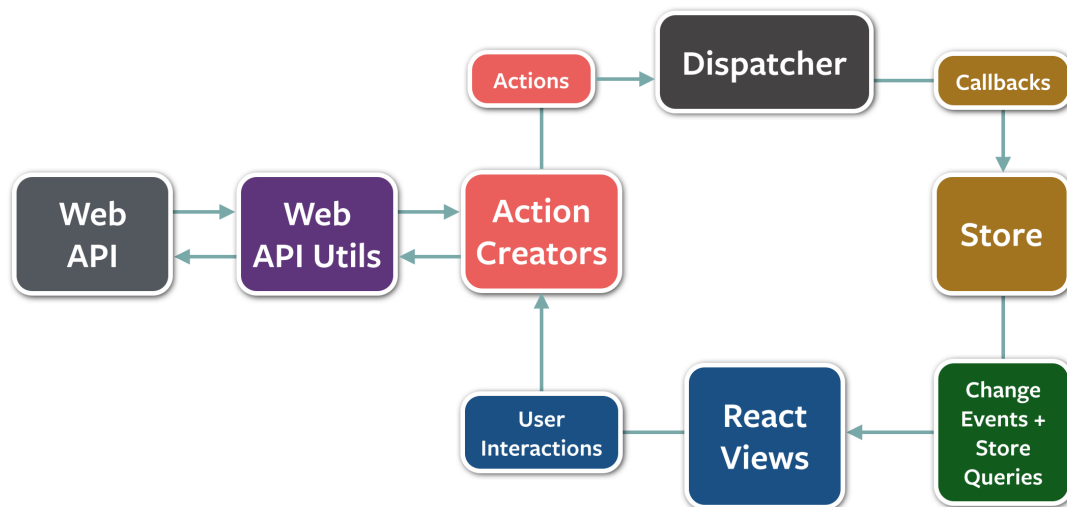 Dispatcher
Actions
Callbacks
Web
API
Web
API Utils
Action
Creators
Store
User
Interactions
React
Views
Change
Events +
Store
Queries